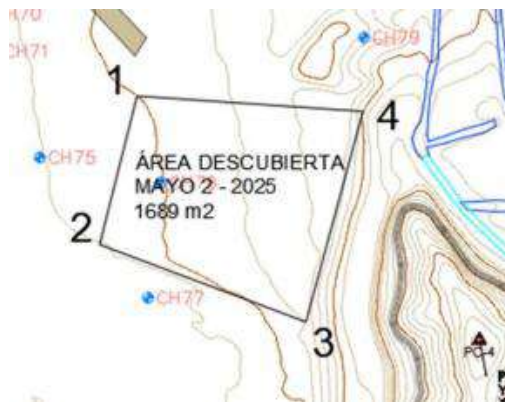 CH79
CH71
1
4
CH75
ÁREA DESCUBIERTA
MAYO 2 - 2025
1689 m2
2
CH77
3
PC-4